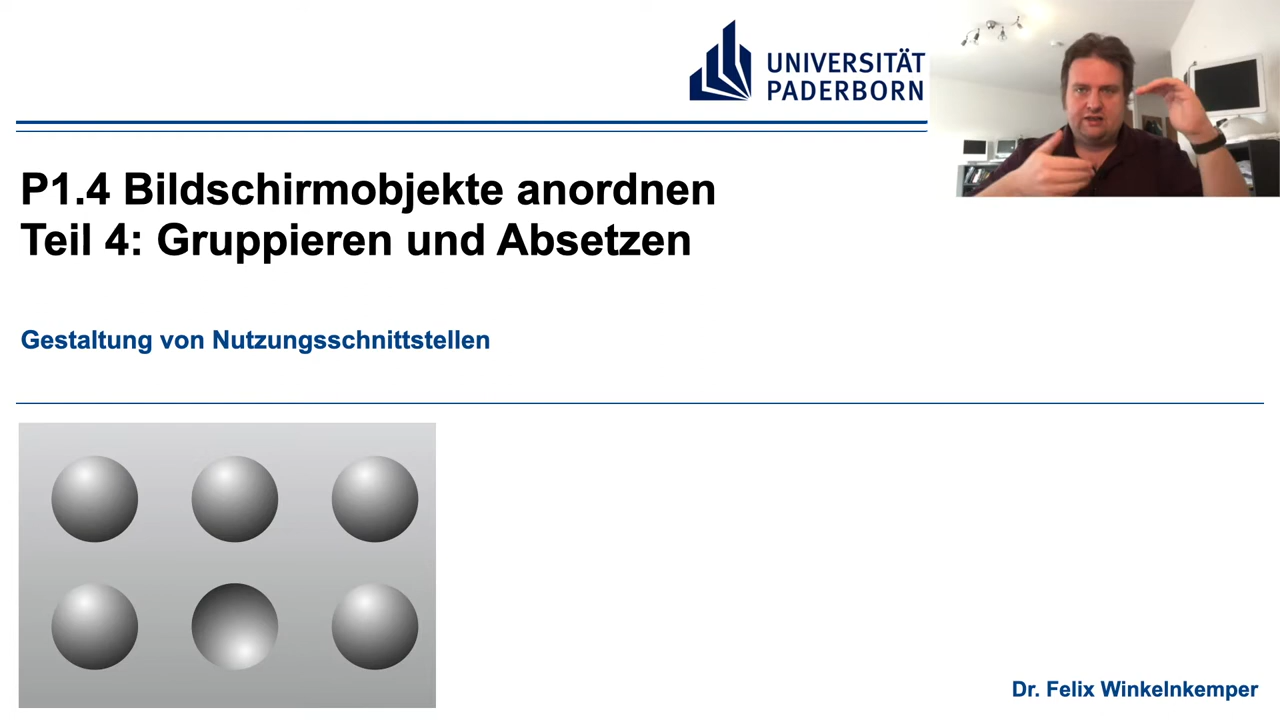 UNIVERSITÄT
PADERBORN
P1.4 Bildschirmobjekte anordnen
Teil 4: Gruppieren und Absetzen
Gestaltung von Nutzungsschnittstellen
Dr. Felix Winkelnkemper